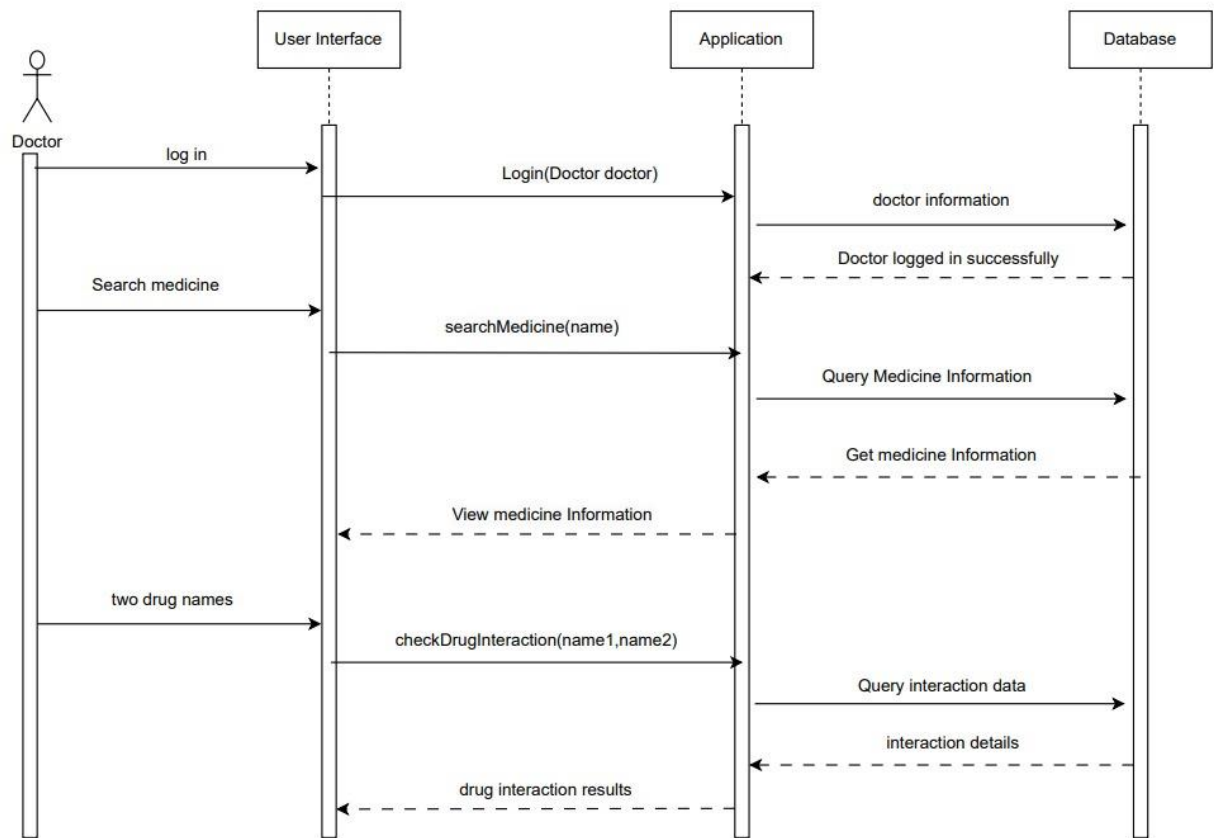 User Interface
Application
Database
Doctor
log in
Login(Doctor doctor)
doctor information
Doctor logged in successfully
Search medicine
searchMedicine(name)
Query Medicine Information
Get medicine Information
View medicine Information
two drug names
checkDrugInteraction(name1,name2)
Query interaction data
interaction details
drug interaction results